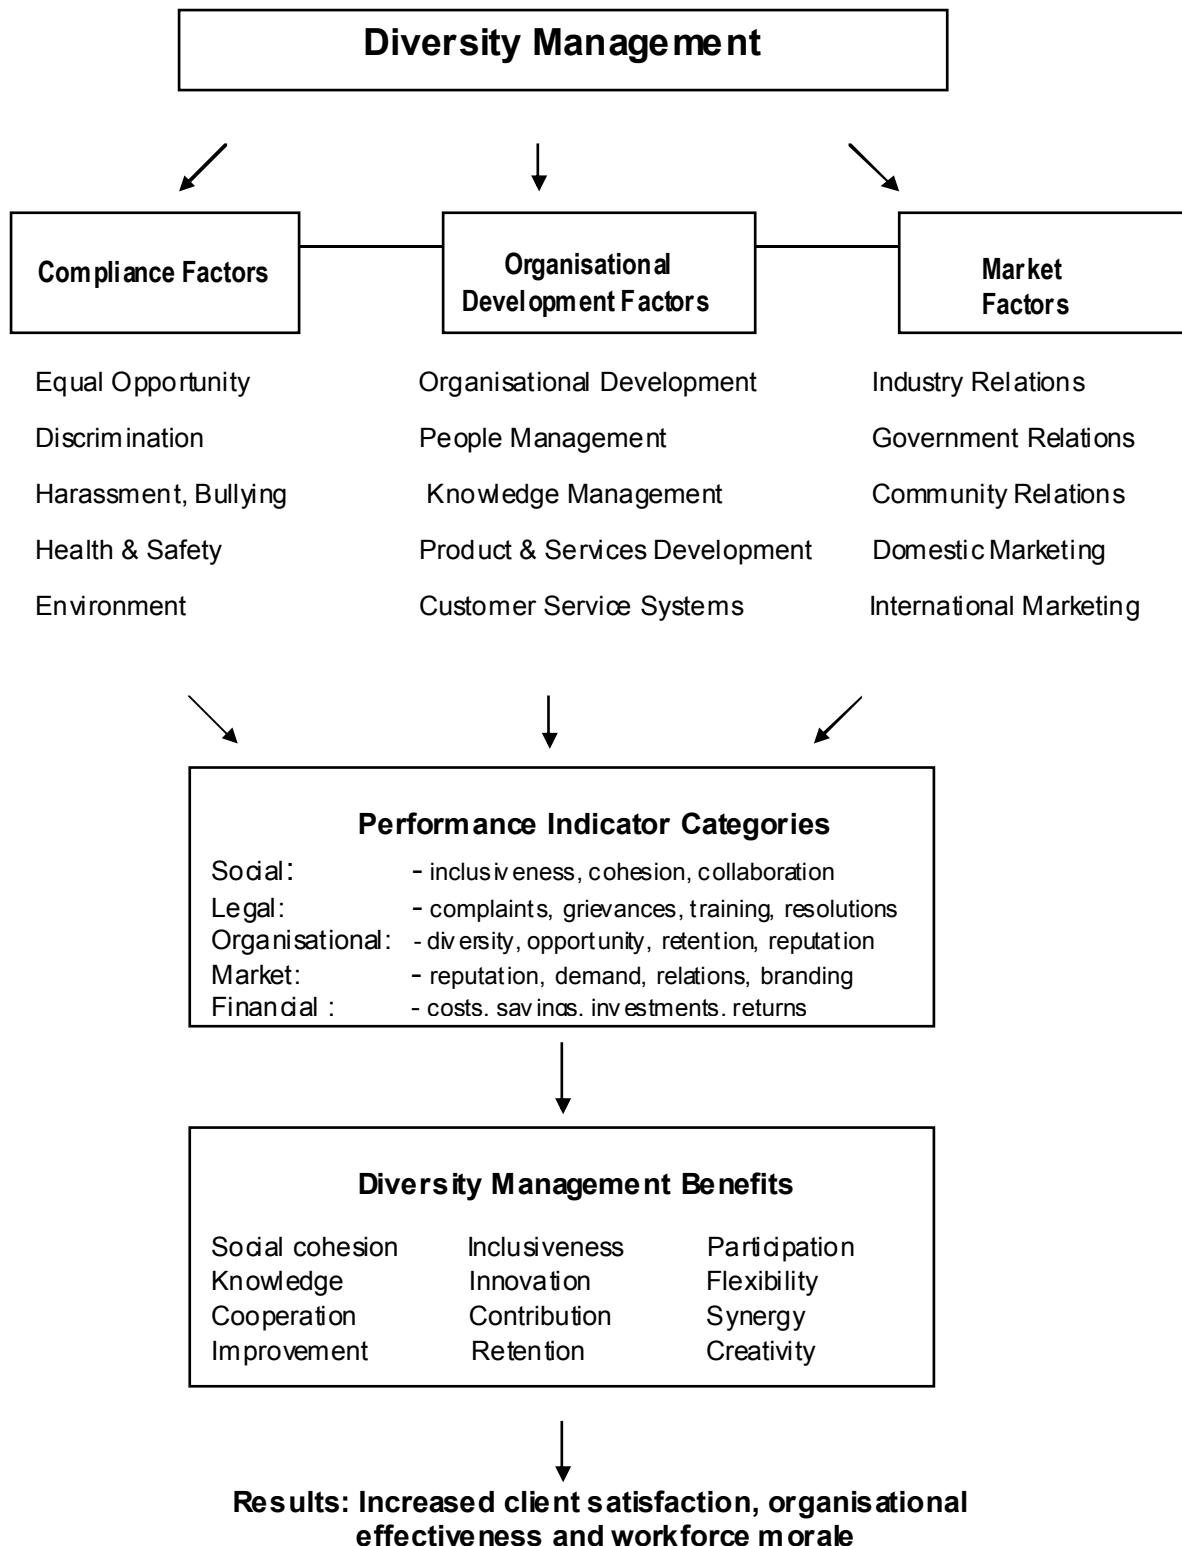 Diversity Management
Compliance Factors
Organisational
Development Factors
Market
Factors
Equal Opportunity
Discrimination
Harassment, Bullying
Health & Safety
Environment
Organisational Development
People Management
Knowledge Management
Product & Services Development
Customer Service Systems
Industry Relations
Government Relations
Community Relations
Domestic Marketing
International Marketing
Performance Indicator Categories
Social: - inclusiveness, cohesion, collaboration
Legal: - complaints, grievances, training, resolutions
Organisational: - diversity, opportunity, retention, reputation
Market: - reputation, demand, relations, branding
Financial : - costs, savings, investments, returns
Diversity Management Benefits
Social cohesion Inclusiveness Participation
Knowledge Innovation Flexibility
Cooperation Contribution Synergy
Improvement Retention Creativity
Results: Increased client satisfaction, organisational
effectiveness and workforce morale